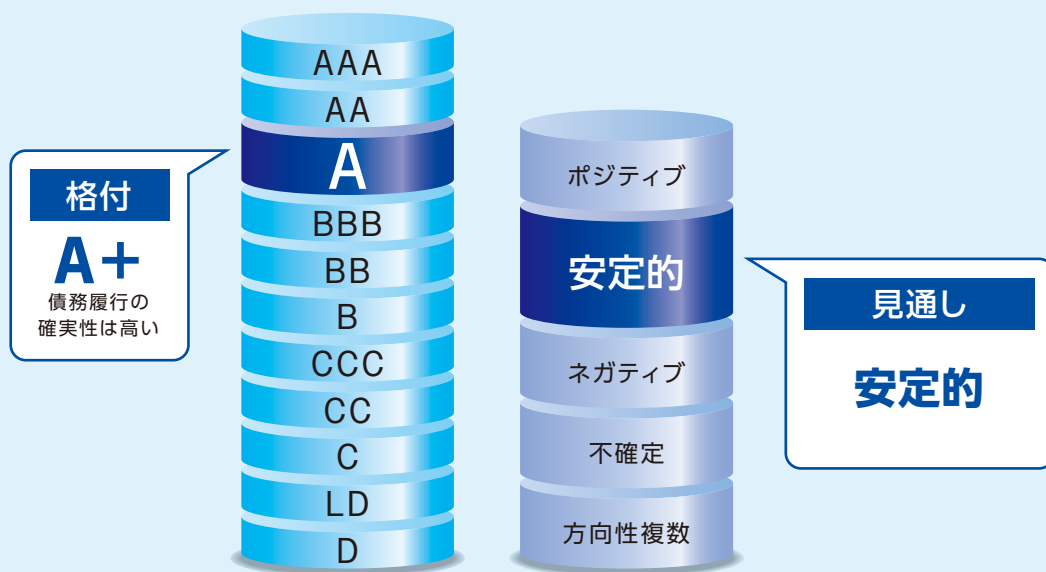 AAA
AA
A
BBB
BB
B
CCC
CC
C
LD
D
格付
A+
債務履行の
確実性は高い
ポジティブ
安定的
ネガティブ
不確定
方向性複数
見通し
安定的